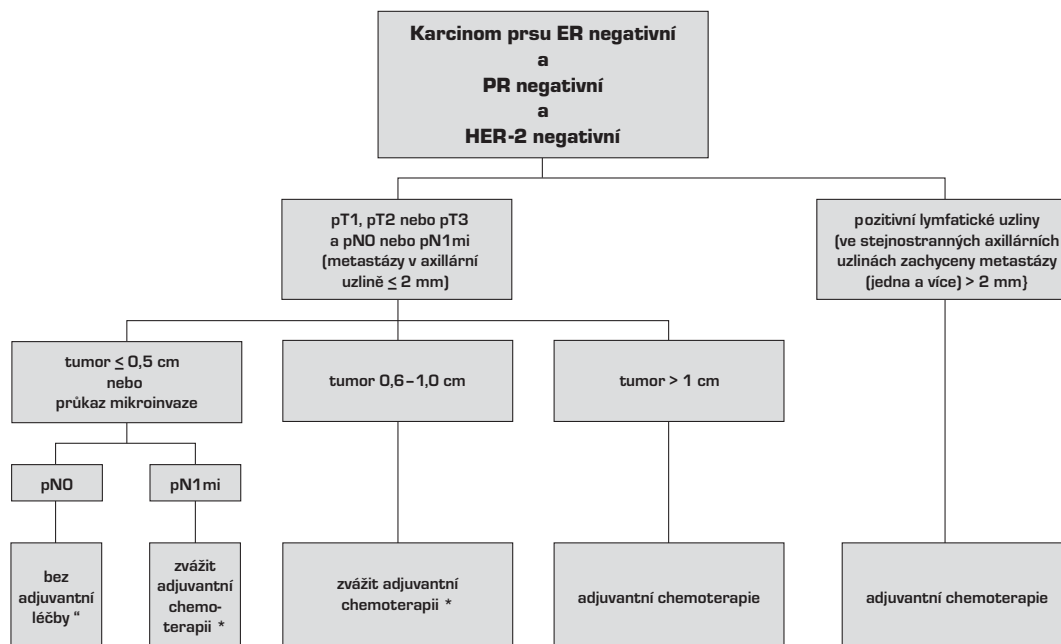 Karcinom prsu ER negativní
a
PR negativní
a
HER-2 negativní
pT1, pT2 nebo pT3
a pN0 nebo pN1mi
(metastázy v axillární
uzlině ≤ 2 mm)
pozitivní lymfatické uzliny
(ve stejnostranných axillárních
uzlinách zachyceny metastázy
(jedna a více) > 2 mm}
tumor ≤ 0,5 cm
nebo
průkaz mikroinvaze
tumor 0,6–1,0 cm
tumor > 1 cm
pN0
pN1mi
bez
adjuvantní
léčby “
zvážit
adjuvantní
chemo-
terapii *
zvážit adjuvantní
chemoterapii *
adjuvantní chemoterapie
adjuvantní chemoterapie